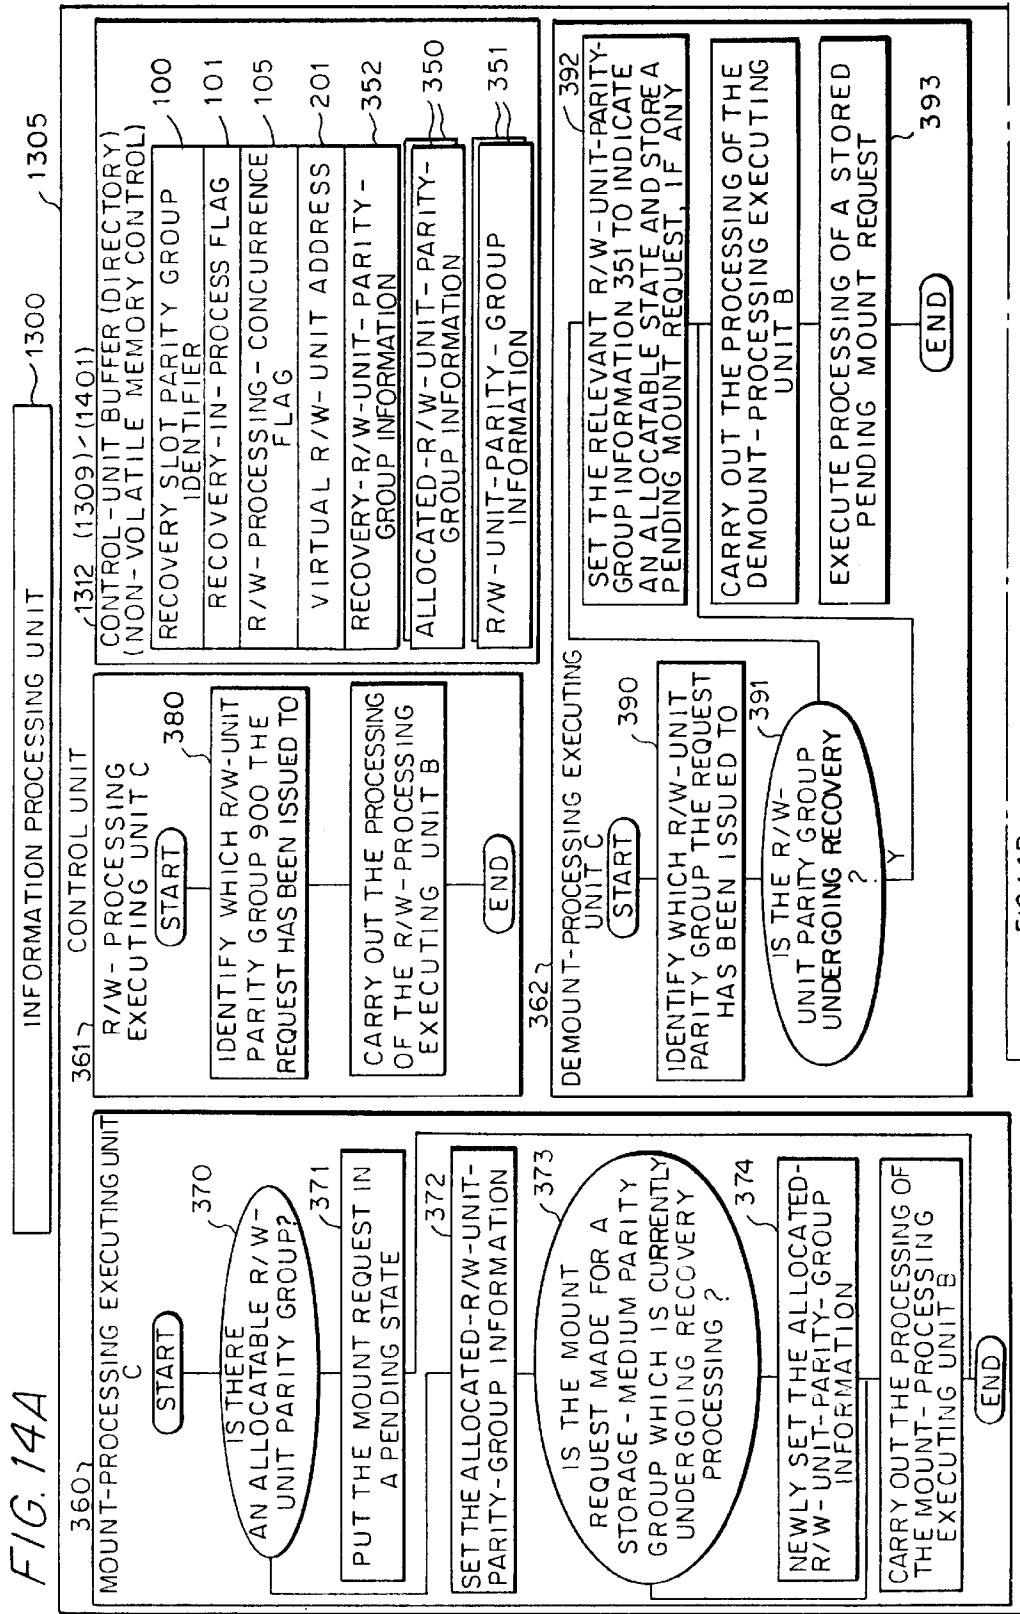 FIG. 14A
INFORMATION PROCESSING UNIT
1300
1305
360
MOUNT-PROCESSING EXECUTING UNIT
C
START
370
IS THERE
AN ALLOCATABLE R/W-
UNIT PARITY GROUP?
371
PUT THE MOUNT REQUEST IN
A PENDING STATE
372
SET THE ALLOCATED-R/W-UNIT-
PARITY-GROUP INFORMATION
373
IS THE MOUNT
REQUEST MADE FOR A
STORAGE-MEDIUM PARITY
GROUP WHICH IS CURRENTLY
UNDERGOING RECOVERY
PROCESSING ?
374
NEWLY SET THE ALLOCATED-
R/W-UNIT-FARITY-GROUP
INFORMATION
CARRY OUT THE PROCESSING OF
THE MOUNT-PROCESSING
EXECUTING UNIT B
END
361
CONTROL UNIT
R/W- PROCESSING
EXECUTING UNIT C
START
380
IDENTIFY WHICH R/W-UNIT
PARITY GROUP 900 THE
REQUEST HAS BEEN ISSUED TO
CARRY OUT THE PROCESSING
OF THE R/W-PROCESSING
EXECUTING UNIT B
END
1312 (1309) (1401)
CONTROL-UNIT BUFFER (DIRECTORY)
(NON-VOLATILE MEMORY CONTROL)
RECOVERY SLOT PARITY GROUP
IDENTIFIER
100
RECOVERY-IN-PROCESS FLAG
101
R/W-PROCESSING-CONCURRENCE
FLAG
105
VIRTUAL R/W-UNIT ADDRESS
201
RECOVERY-R/W-UNIT-PARITY-
GROUP INFORMATION
352
ALLOCATED-R/W-UNIT-PARITY-
GROUP INFORMATION
350
R/W-UNIT-PARITY-GROUP
INFORMATION
351
362
DEMOUNT-PROCESSING EXECUTING
UNIT C
START
390
IDENTIFY WHICH R/W-UNIT
PARITY GROUP THE REQUEST
HAS BEEN ISSUED TO
391
IS THE R/W-
UNIT PARITY GROUP
UNDERGOING RECOVERY
?
Y
392
SET THE RELEVANT R/W-UNIT-PARITY-
GROUP INFORMATION 351 TO INDICATE
AN ALLOCATABLE STATE AND STORE A
PENDING MOUNT REQUEST, IF ANY
CARRY OUT THE PROCESSING OF THE
DEMOUNT-PROCESSING EXECUTING
UNIT B
EXECUTE PROCESSING OF A STORED
PENDING MOUNT REQUEST
393
END